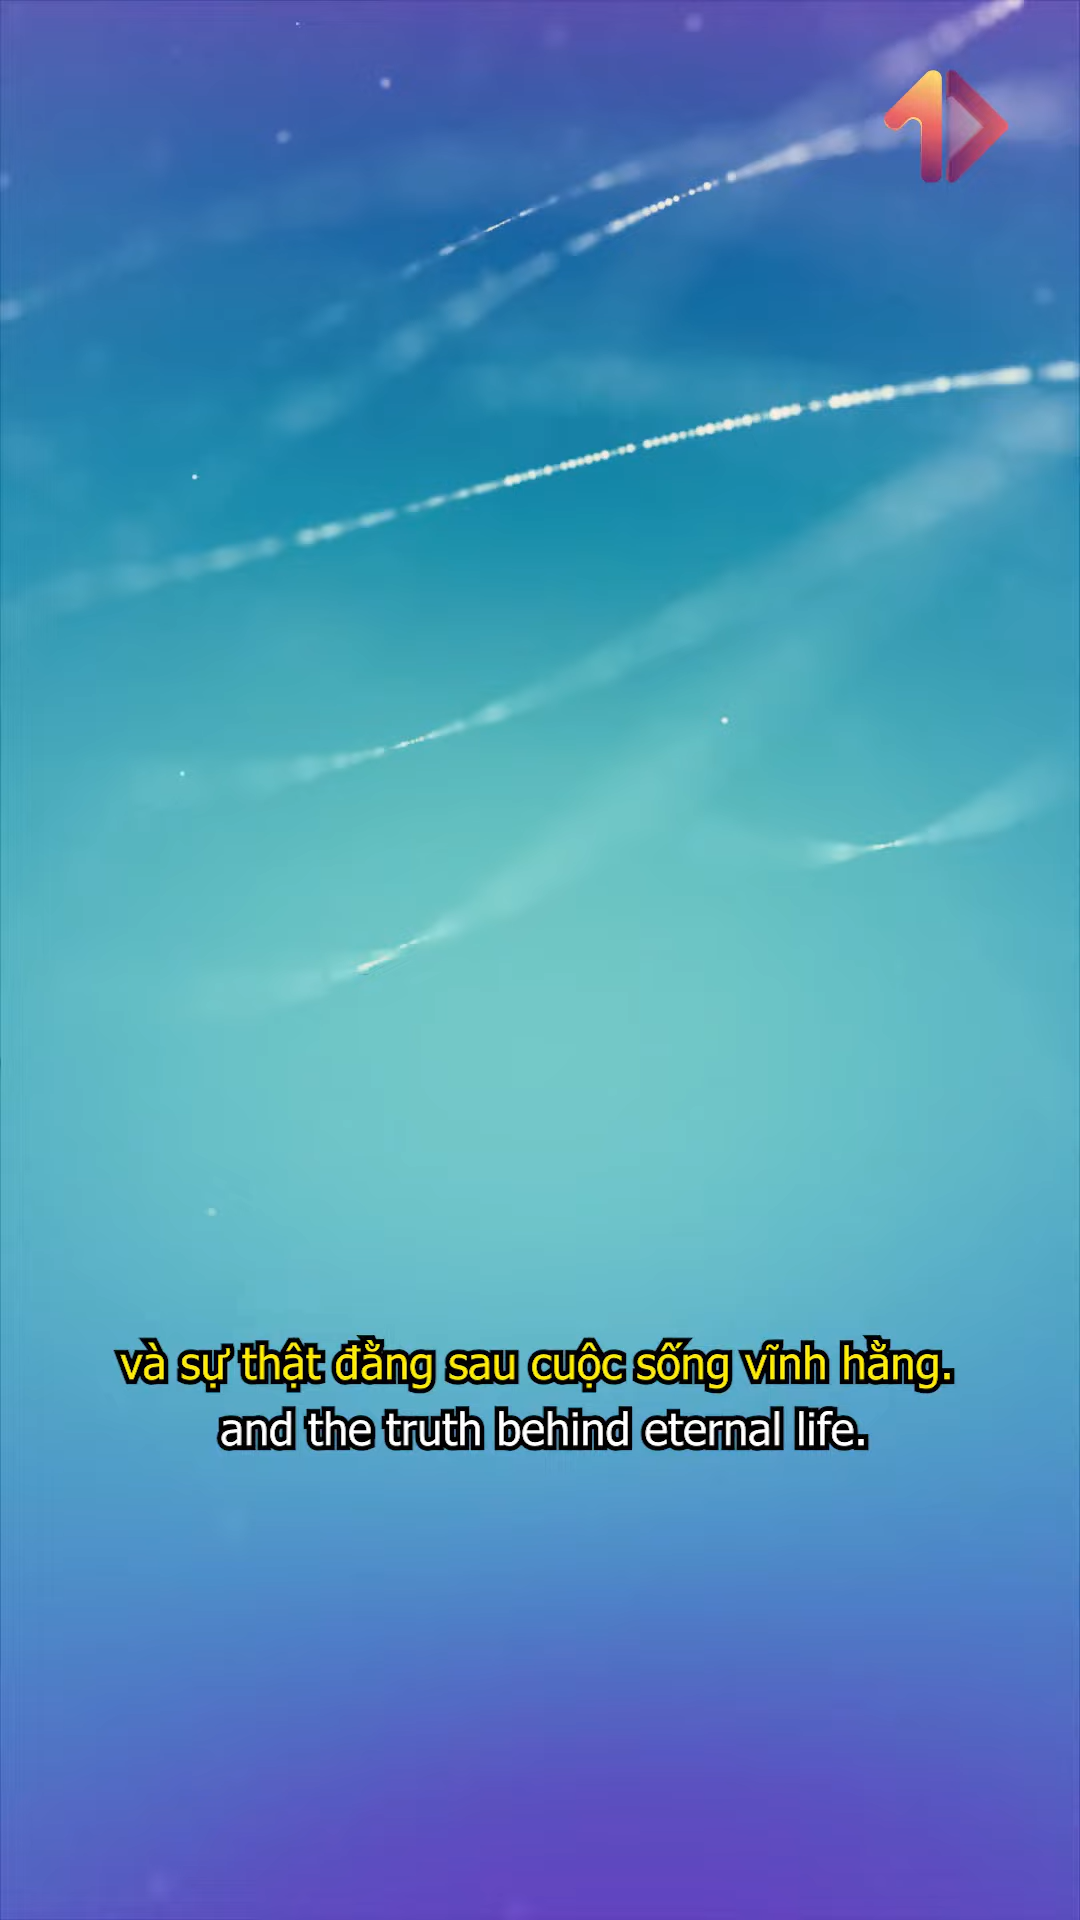 và sự thật đằng sau cuộc sống vĩnh hằng.
and the truth behind eternal life.